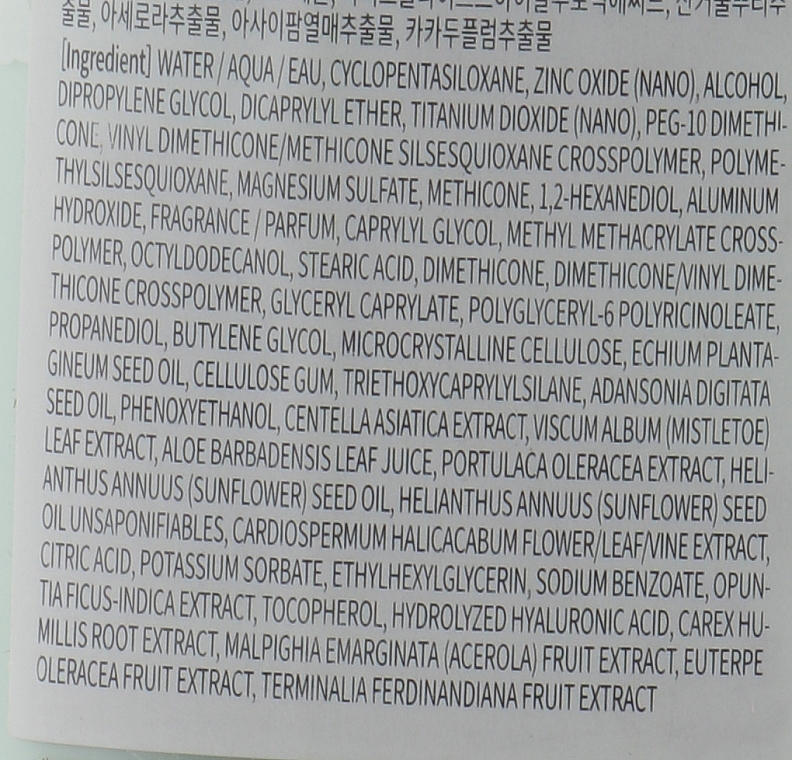 출물, 아세로라추출물, 아사이팜열매추출물, 카카두플럼추출물
[Ingredient] WATER / AQUA / EAU, CYCLOPENTASILOXANE, ZINC OXIDE (NANO), ALCOHOL,
DIPROPYLENE GLYCOL, DICAPRYLYL ETHER, TITANIUM DIOXIDE (NANO), PEG-10 DIMETHI-
CONE, VINYL DIMETHICONE/METHICONE SILSESQUIOXANE CROSSPOLYMER, POLYME-
THYLSILSESQUIOXANE, MAGNESIUM SULFATE, METHICONE, 1,2-HEXANEDIOL, ALUMINUM
HYDROXIDE, FRAGRANCE / PARFUM, CAPRYLYL GLYCOL, METHYL METHACRYLATE CROSS-
POLYMER, OCTYLDODECANOL, STEARIC ACID, DIMETHICONE, DIMETHICONE/VINYL DIME-
THICONE CROSSPOLYMER, GLYCERYL CAPRYLATE, POLYGLYCERYL-6 POLYRICINOLEATE,
PROPANEDIOL, BUTYLENE GLYCOL, MICROCRYSTALLINE CELLULOSE, ECHIUM PLANTA-
GINEUM SEED OIL, CELLULOSE GUM, TRIETHOXYCAPRYLYLSILANE, ADANSONIA DIGITATA
SEED OIL, PHENOXYETHANOL, CENTELLA ASIATICA EXTRACT, VISCUM ALBUM (MISTLETOE)
LEAF EXTRACT, ALOE BARBADENSIS LEAF JUICE, PORTULACA OLERACEA EXTRACT, HELI-
ANTHUS ANNUUS (SUNFLOWER) SEED OIL, HELIANTHUS ANNUUS (SUNFLOWER) SEED
OIL UNSAPONIFIABLES, CARDIOSPERMUM HALICACABUM FLOWER/LEAF/VINE EXTRACT,
CITRIC ACID, POTASSIUM SORBATE, ETHYLHEXYLGLYCERIN, SODIUM BENZOATE, OPUN-
TIA FICUS-INDICA EXTRACT, TOCOPHEROL, HYDROLYZED HYALURONIC ACID, CAREX HU-
MILLIS ROOT EXTRACT, MALPIGHIA EMARGINATA (ACEROLA) FRUIT EXTRACT, EUTERPE
OLERACEA FRUIT EXTRACT, TERMINALIA FERDINANDIANA FRUIT EXTRACT